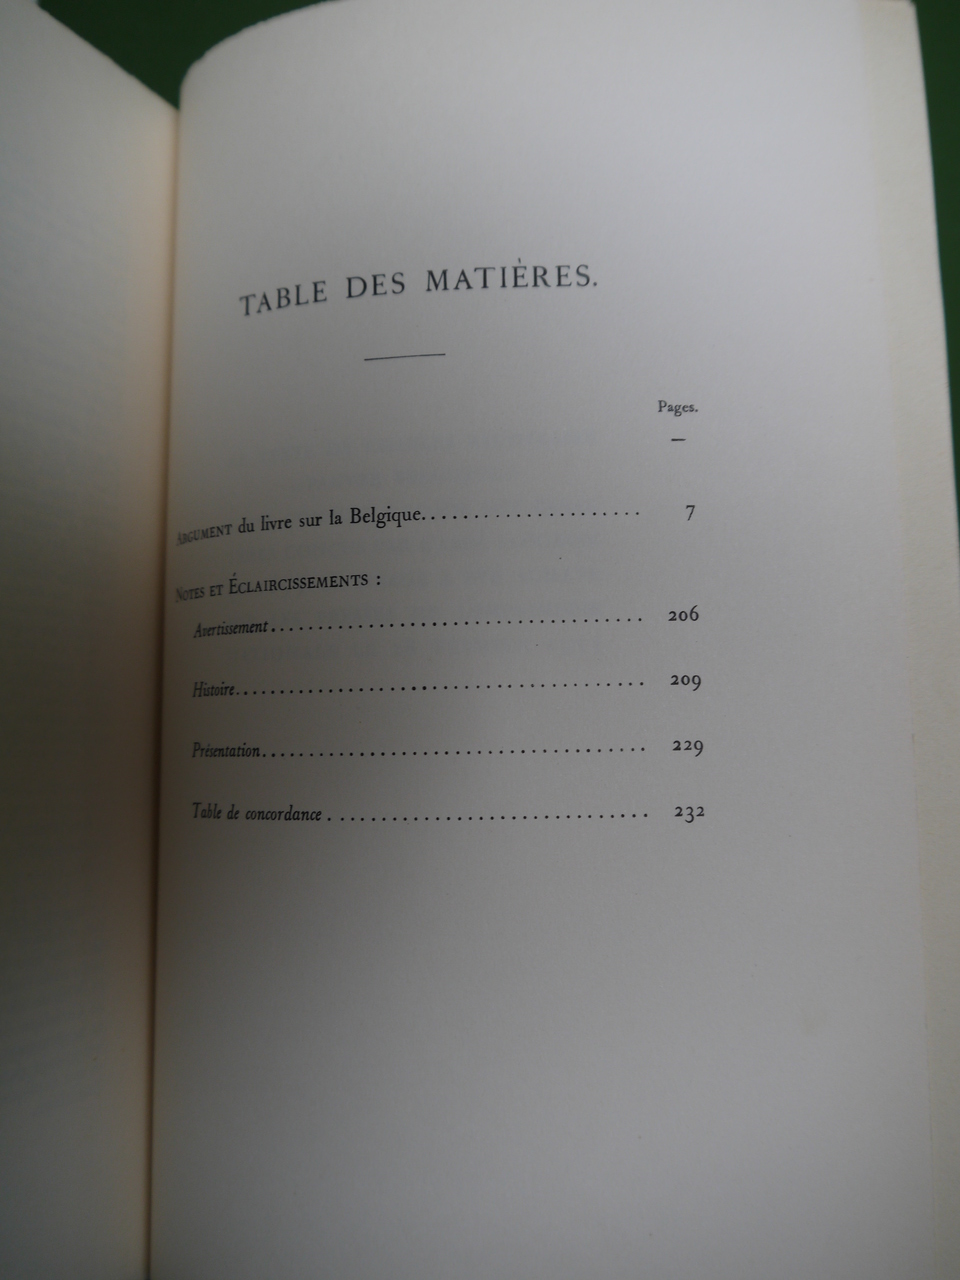 TABLE DES MATIÈRES.
Pages.
ARGUMENT du livre sur la Belgique..................... 7
NOTES ET ÉCLAIRCISSEMENTS :
Avertissement.................................... 206
Histoire........................................ 209
Présentation..................................... 229
Table de concordance .............................. 232